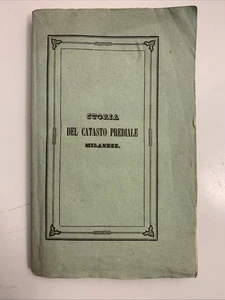 STORIA
DEL CATASTO PREDIALE
MILANESE.